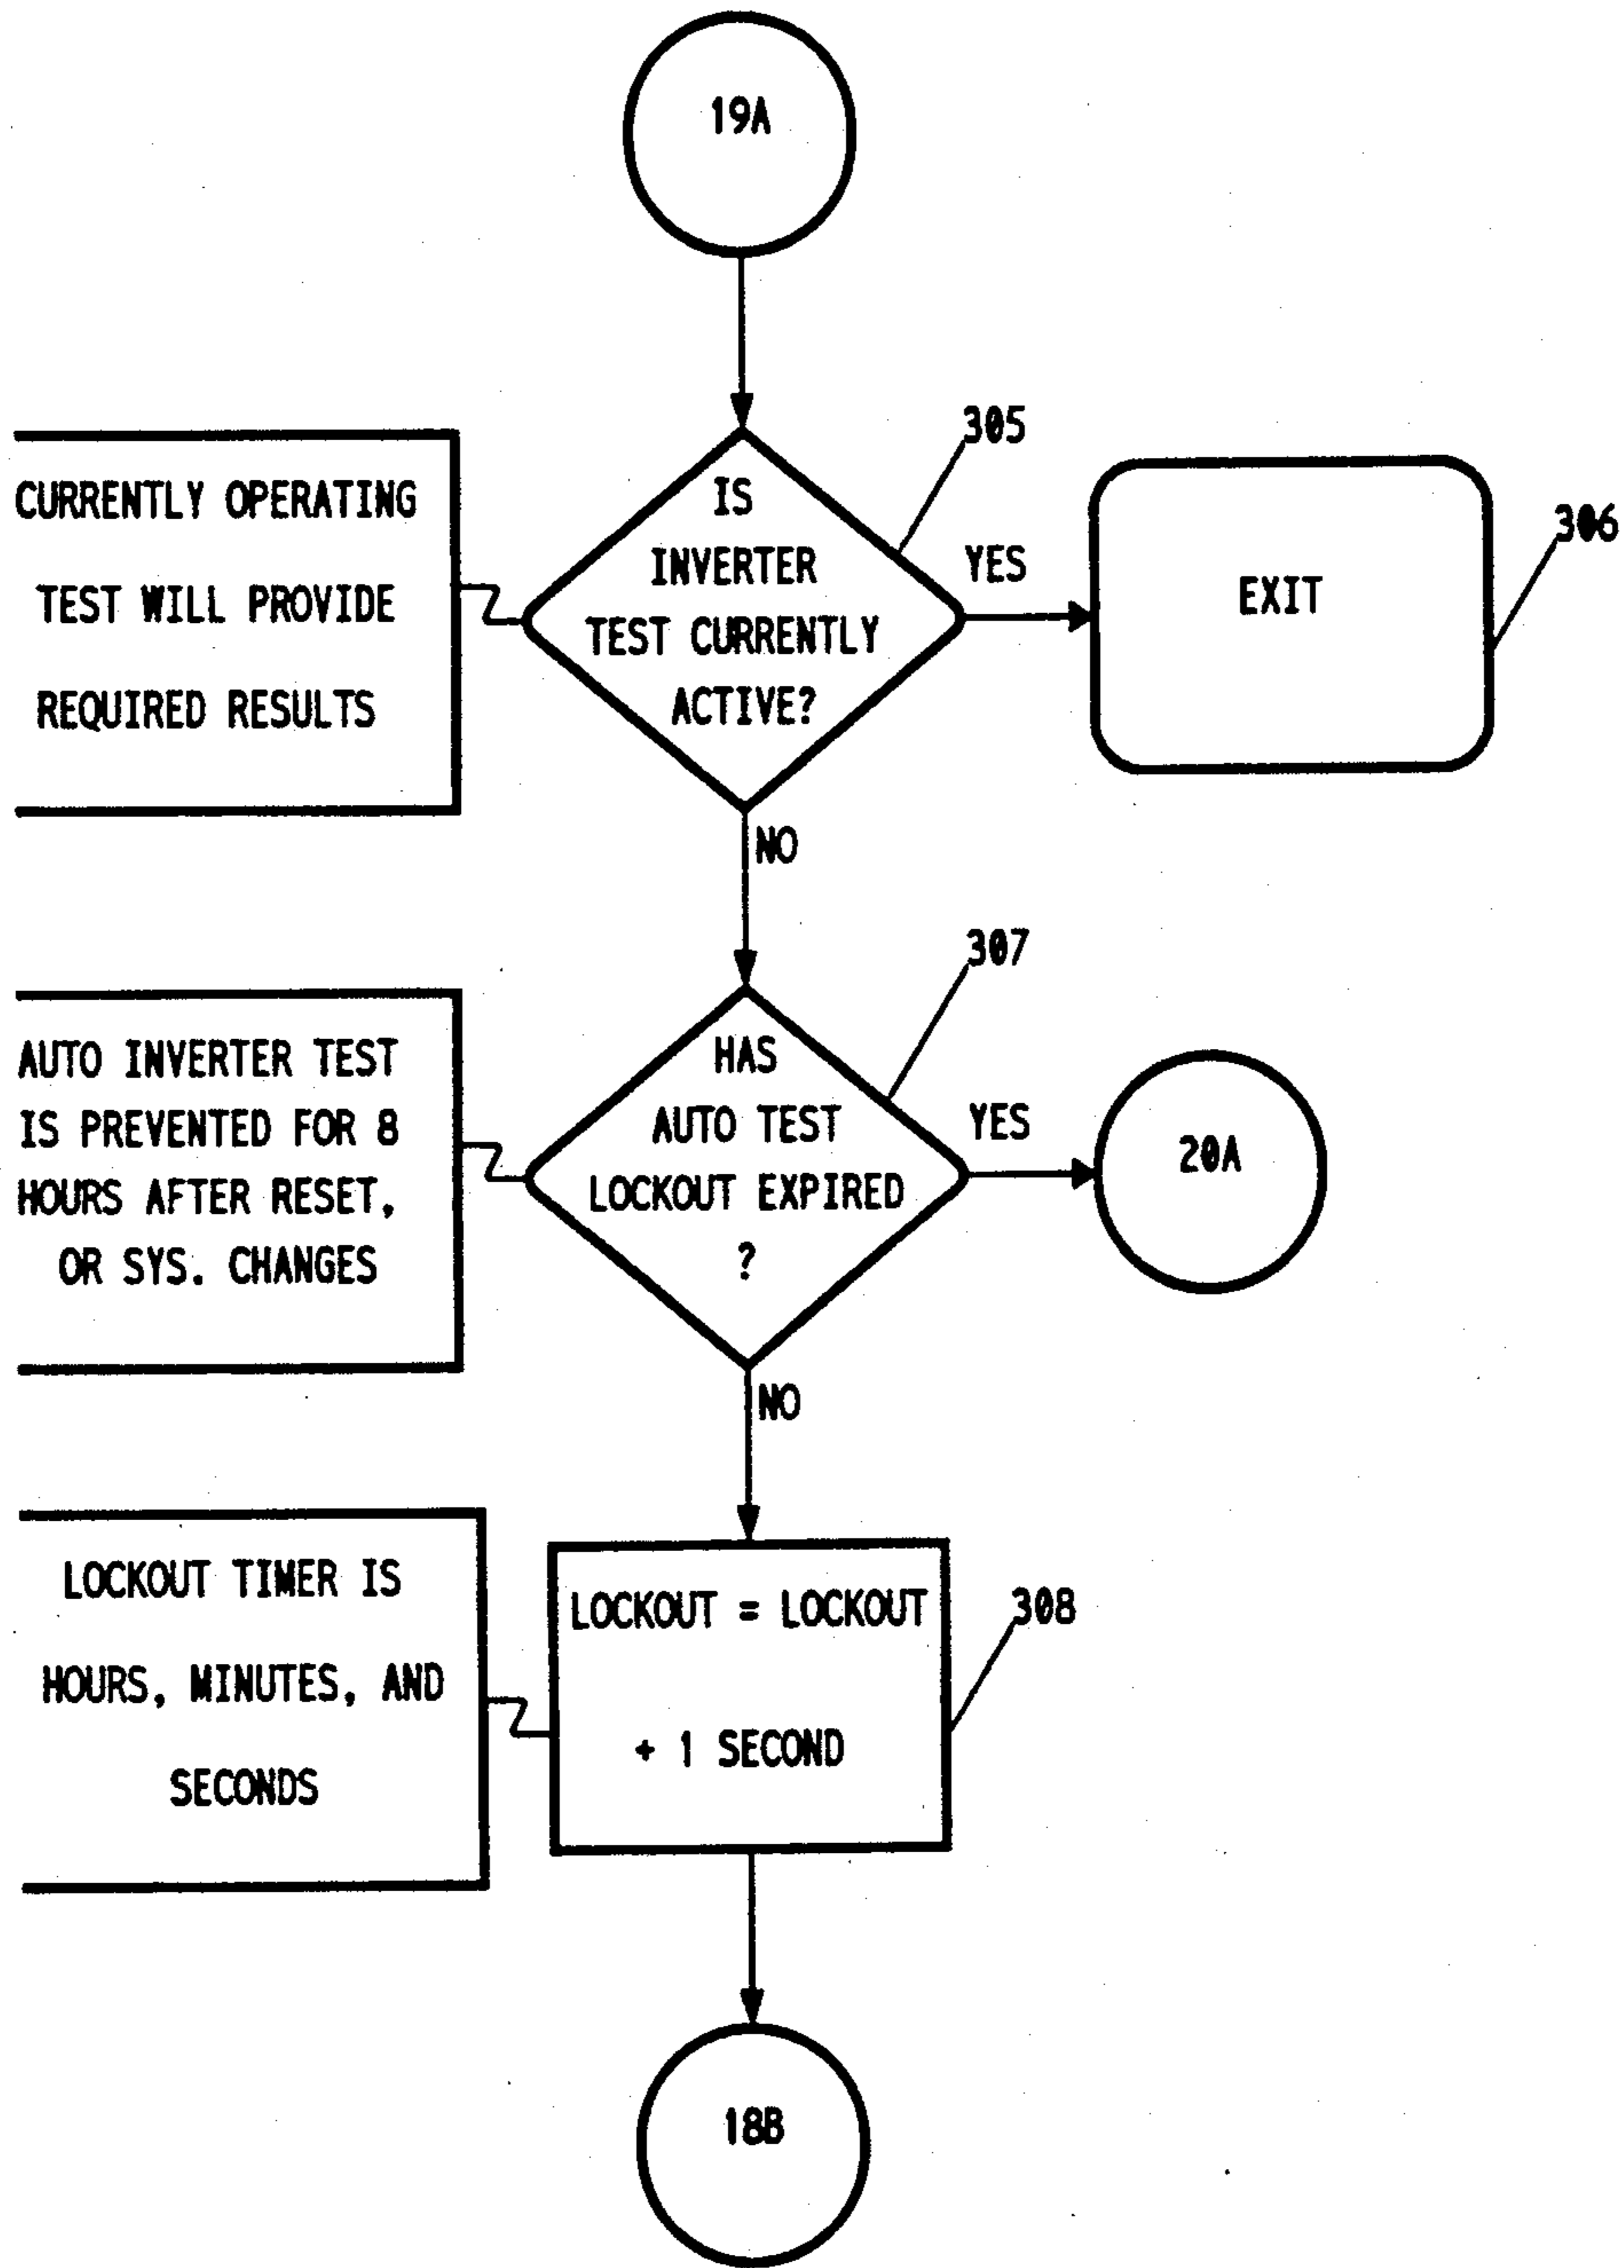 19A
305
CURRENTLY OPERATING
TEST WILL PROVIDE
REQUIRED RESULTS
IS
INVERTER
TEST CURRENTLY
ACTIVE?
YES
EXIT
306
NO
307
AUTO INVERTER TEST
IS PREVENTED FOR 8
HOURS AFTER RESET,
OR SYS. CHANGES
HAS
AUTO TEST
LOCKOUT EXPIRED
?
YES
20A
NO
LOCKOUT TIMER IS
HOURS, MINUTES, AND
SECONDS
LOCKOUT = LOCKOUT
+ 1 SECOND
308
18B